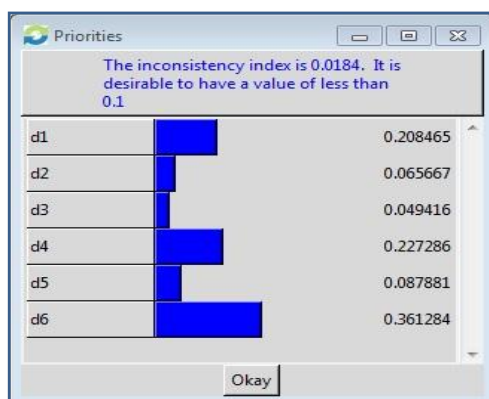 Priorities
The inconsistency index is 0.0184. It is
desirable to have a value of less than
0.1
d1 0.208465
d2 0.065667
d3 0.049416
d4 0.227286
d5 0.087881
d6 0.361284
Okay